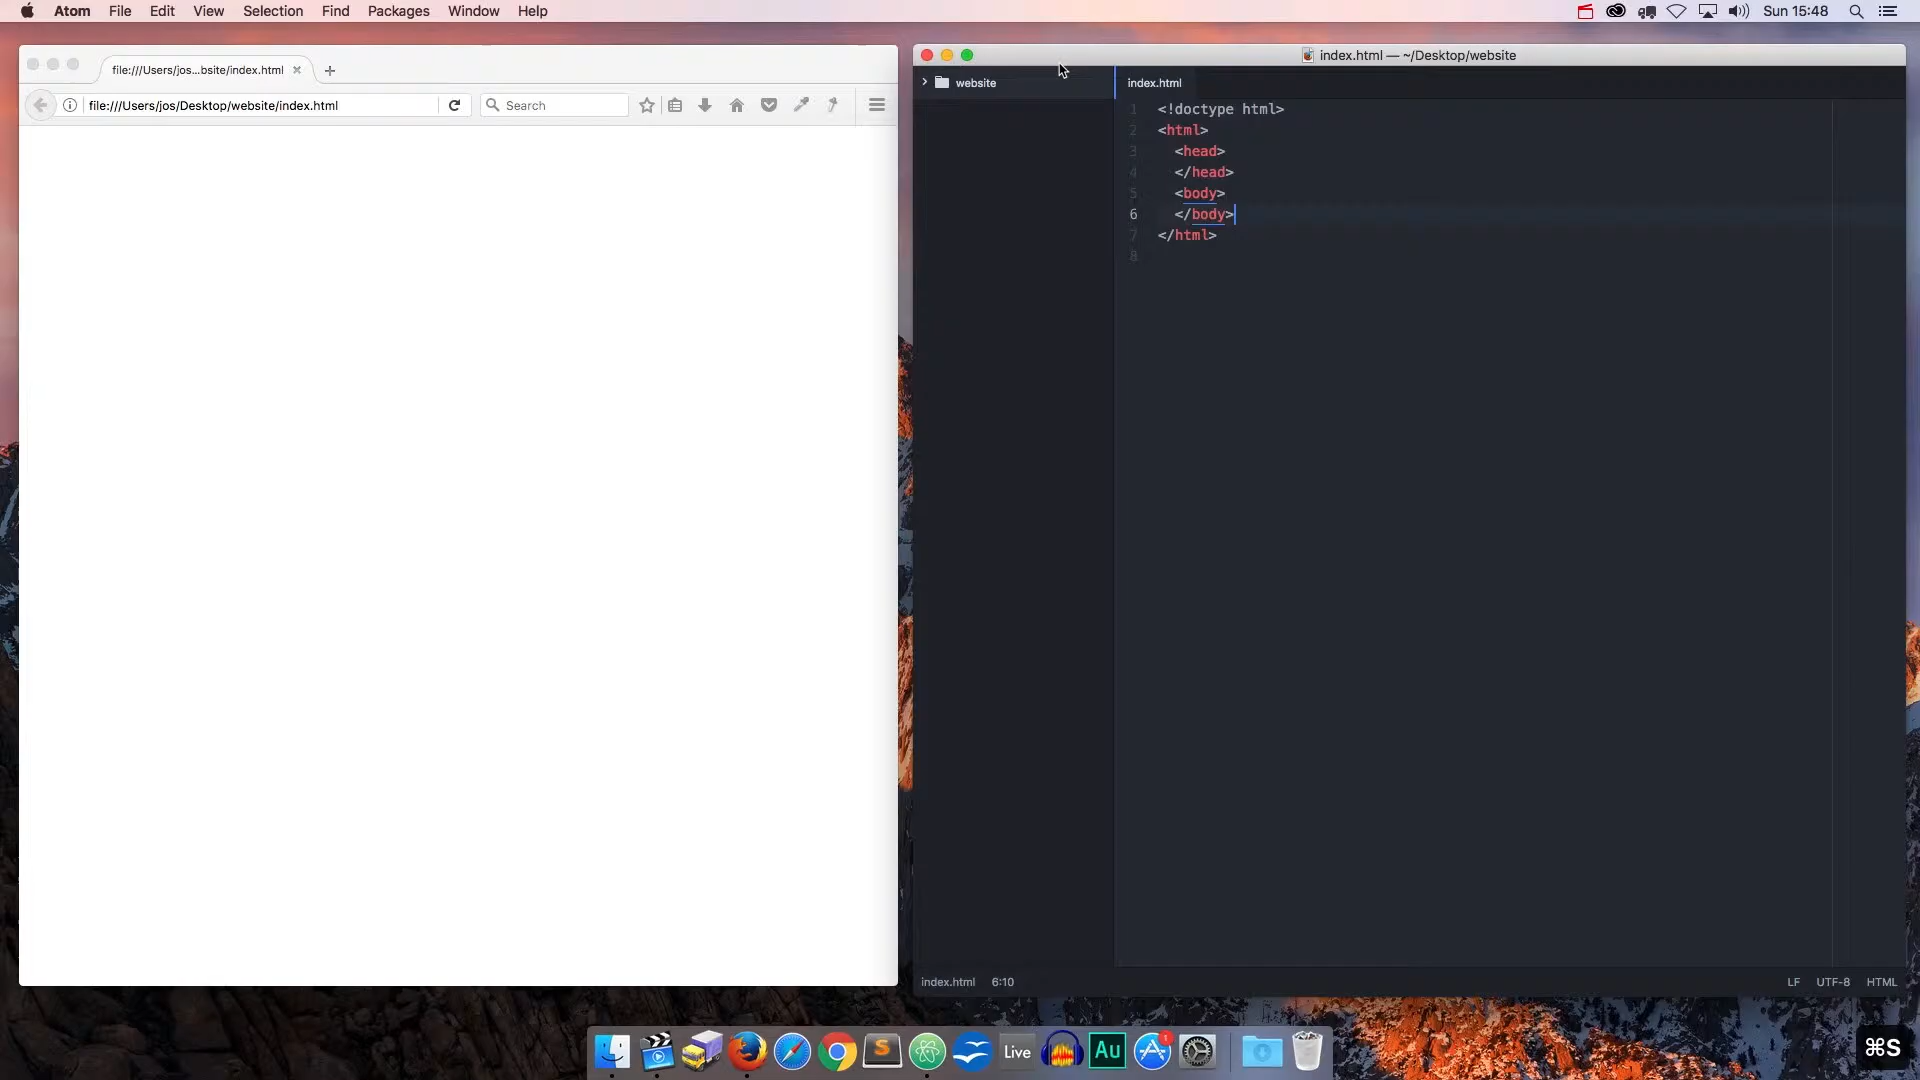 Atom File Edit View Selection Find Packages Window Help
Sun 15:48
file:///Users/jos...bsite/index.html
file:///Users/jos/Desktop/website/index.html
Search
index.html — ~/Desktop/website
website
index.html
1 <!doctype html>
2 <html>
3 <head>
4 </head>
5 <body>
6 </body>
7 </html>
8
index.html 6:10
LF UTF-8 HTML
S
Live
Au
1
⌘S